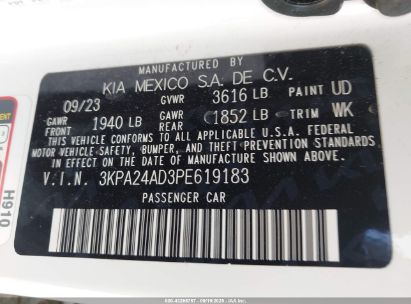 MANUFACTURED BY
KIA MEXICO S.A. DE C.V.
09/23 GVWR 3616 LB PAINT UD
GAWR FRONT 1940 LB GAWR REAR 1852 LB TRIM WK
THIS VEHICLE CONFORMS TO ALL APPLICABLE U.S.A. FEDERAL
MOTOR VEHICLE SAFETY, BUMPER, AND THEFT PREVENTION STANDARDS
IN EFFECT ON THE DATE OF MANUFACTURE SHOWN ABOVE.
V.I.N. 3KPA24AD3PE619183
PASSENGER CAR
H910